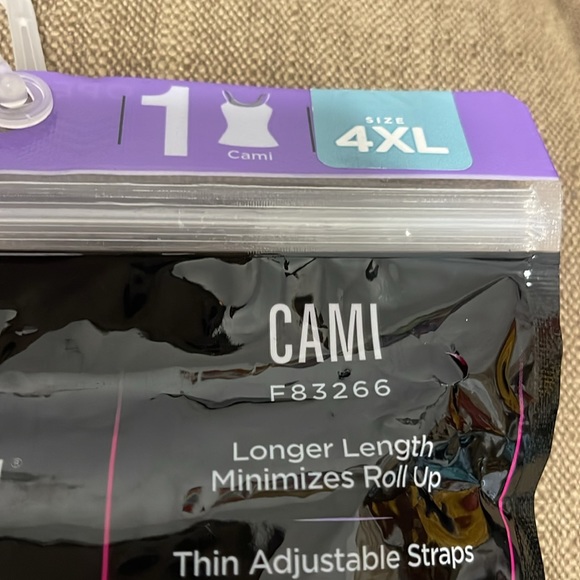 1
Cami
SIZE
4XL
CAMI
F83266
Longer Length
Minimizes Roll Up
Thin Adjustable Straps